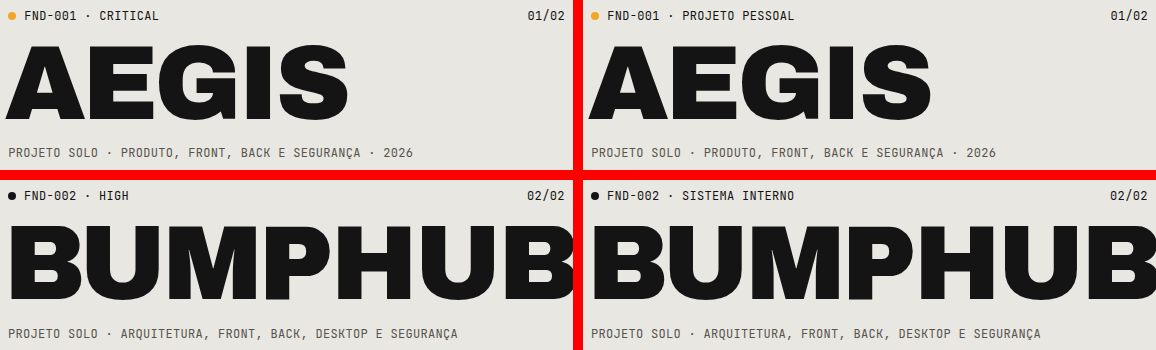 FND-001 · CRITICAL 01/02
AEGIS
PROJETO SOLO · PRODUTO, FRONT, BACK E SEGURANÇA · 2026
FND-001 · PROJETO PESSOAL 01/02
AEGIS
PROJETO SOLO · PRODUTO, FRONT, BACK E SEGURANÇA · 2026
FND-002 · HIGH 02/02
BUMPHUB
PROJETO SOLO · ARQUITETURA, FRONT, BACK, DESKTOP E SEGURANÇA
FND-002 · SISTEMA INTERNO 02/02
BUMPHUB
PROJETO SOLO · ARQUITETURA, FRONT, BACK, DESKTOP E SEGURANÇA